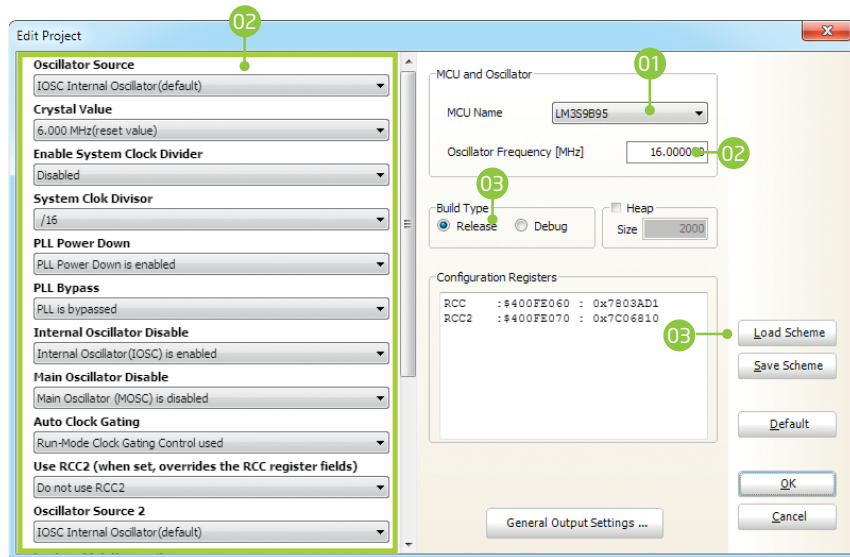 02
Edit Project
Oscillator Source
IOSC Internal Oscillator(default)
Crystal Value
6.000 MHz(reset value)
Enable System Clock Divider
Disabled
System Clok Divisor
/16
PLL Power Down
PLL Power Down is enabled
PLL Bypass
PLL is bypassed
Internal Oscillator Disable
Internal Oscillator(IOSC) is enabled
Main Oscillator Disable
Main Oscillator (MOSC) is disabled
Auto Clock Gating
Run-Mode Clock Gating Control used
Use RCC2 (when set, overrides the RCC register fields)
Do not use RCC2
Oscillator Source 2
IOSC Internal Oscillator(default)
MCU and Oscillator
01
MCU Name LM3S9B95
Oscillator Frequency [MHz] 16.000000
02
03
Build Type
Release Debug
Heap
Size 2000
Configuration Registers
RCC :$400FE060 : 0x7803AD1
RCC2 :$400FE070 : 0x7C06810
03
Load Scheme
Save Scheme
Default
OK
Cancel
General Output Settings ...